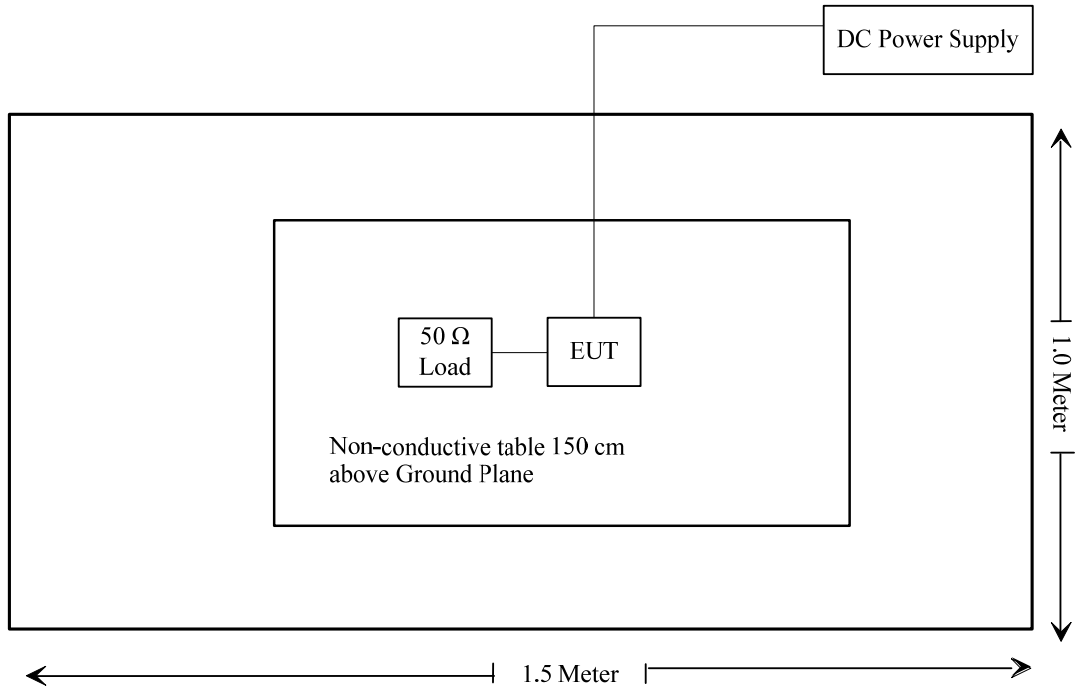 DC Power Supply
50 Ω
Load
EUT
Non-conductive table 150 cm
above Ground Plane
1.0 Meter
1.5 Meter